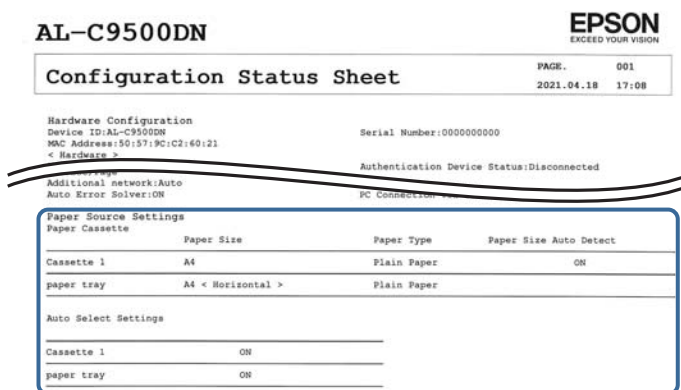 AL-C9500DN
EPSON
EXCEED YOUR VISION
Configuration Status Sheet
PAGE. 001
2021.04.18 17:08
Hardware Configuration
Device ID:AL-C9500DN
Serial Number:0000000000
MAC Address:50:57:9C:C2:60:21
< Hardware >
Authentication Device Status:Disconnected
Additional network:Auto
Auto Error Solver:ON
PC Connection
Paper Source Settings
Paper Cassette
Paper Size Paper Type Paper Size Auto Detect
Cassette 1 A4 Plain Paper ON
paper tray A4 < Horizontal > Plain Paper
Auto Select Settings
Cassette 1 ON
paper tray ON